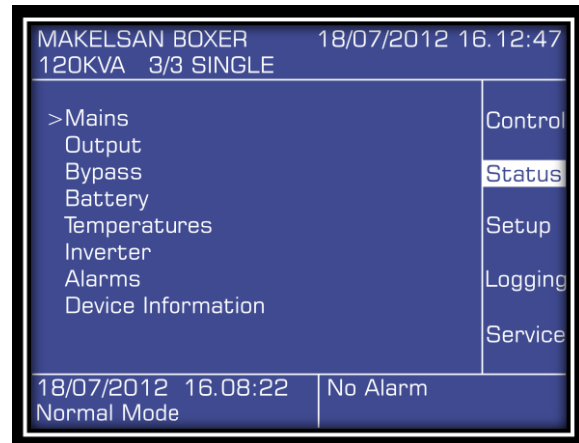 MAKELSAN BOXER 18/07/2012 16.12:47
120KVA 3/3 SINGLE
>Mains
Output
Bypass
Battery
Temperatures
Inverter
Alarms
Device Information
Control
Status
Setup
Logging
Service
18/07/2012 16.08:22
Normal Mode
No Alarm